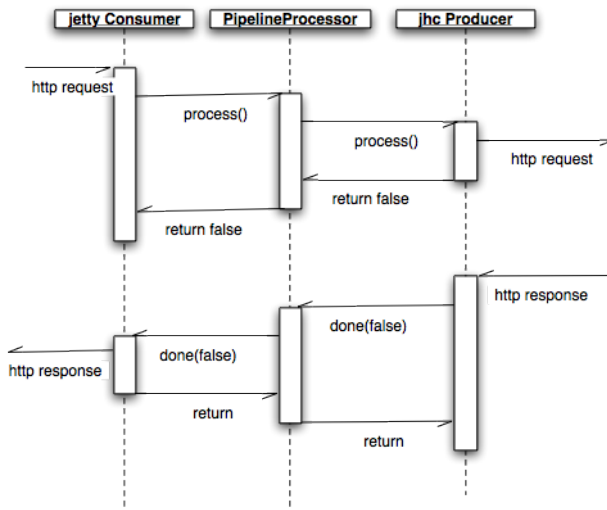 jetty Consumer
PipelineProcessor
jhc Producer
http request
process()
process()
http request
return false
return false
http response
done(false)
done(false)
http response
return
return